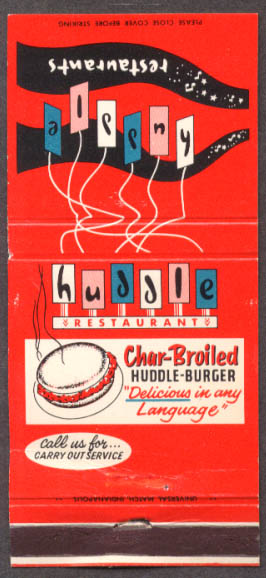 PLEASE CLOSE COVER BEFORE STRIKING
restaurants
huddle
huddle
RESTAURANT
Char-Broiled
HUDDLE-BURGER
"Delicious in any
Language"
Call us for...
CARRY OUT SERVICE
UNIVERSAL MATCH, INDIANAPOLIS